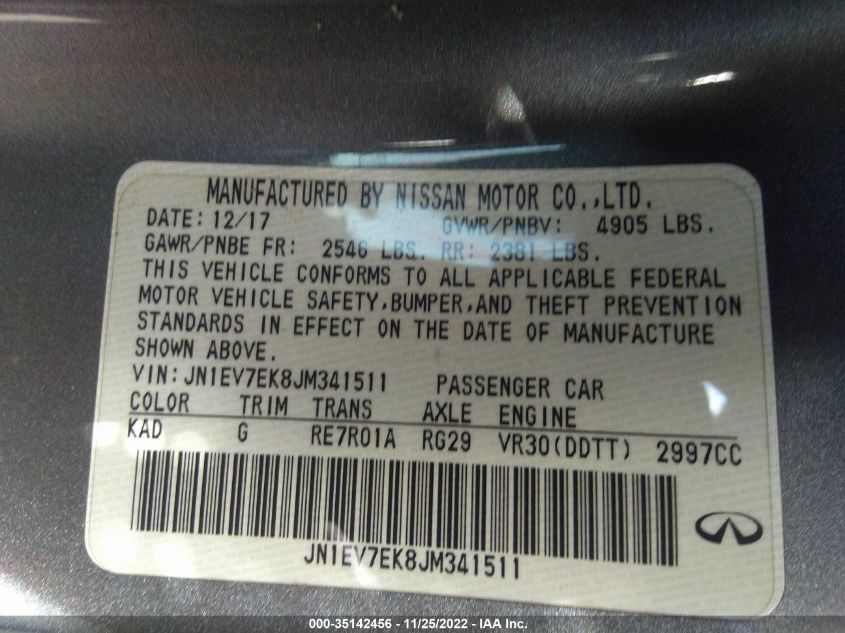 MANUFACTURED BY NISSAN MOTOR CO.,LTD.
DATE: 12/17 GVWR/PNBV: 4905 LBS.
GAWR/PNBE FR: 2546 LBS. RR: 2381 LBS.
THIS VEHICLE CONFORMS TO ALL APPLICABLE FEDERAL
MOTOR VEHICLE SAFETY,BUMPER,AND THEFT PREVENTION
STANDARDS IN EFFECT ON THE DATE OF MANUFACTURE
SHOWN ABOVE.
VIN: JN1EV7EK8JM341511 PASSENGER CAR
COLOR TRIM TRANS AXLE ENGINE
KAD G RE7R01A RG29 VR30(DDTT) 2997CC
JN1EV7EK8JM341511
000-35142456 - 11/25/2022 - IAA Inc.